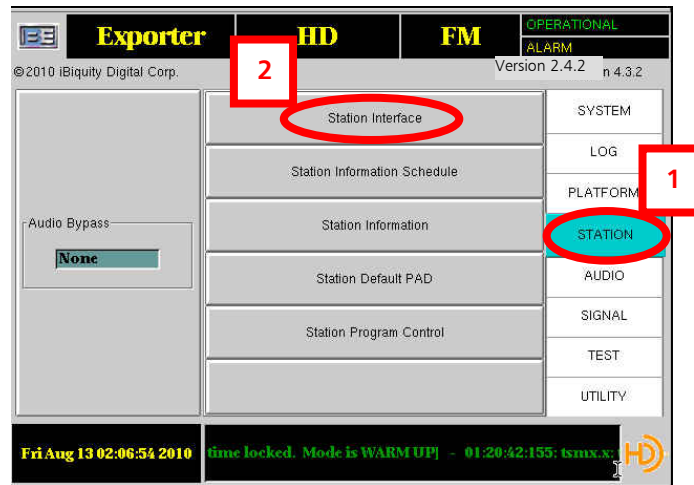 Exporter HD FM OPERATIONAL
ALARM
©2010 iBiquity Digital Corp.
2
Version 2.4.2 n 4.3.2
Station Interface
Station Information Schedule
Station Information
Station Default PAD
Station Program Control
Audio Bypass
None
SYSTEM
LOG
PLATFORM
1
STATION
AUDIO
SIGNAL
TEST
UTILITY
Fri Aug 13 02:06:54 2010
time locked. Mode is WARM UP] - 01:20:42:155: tsmx.x:
HD